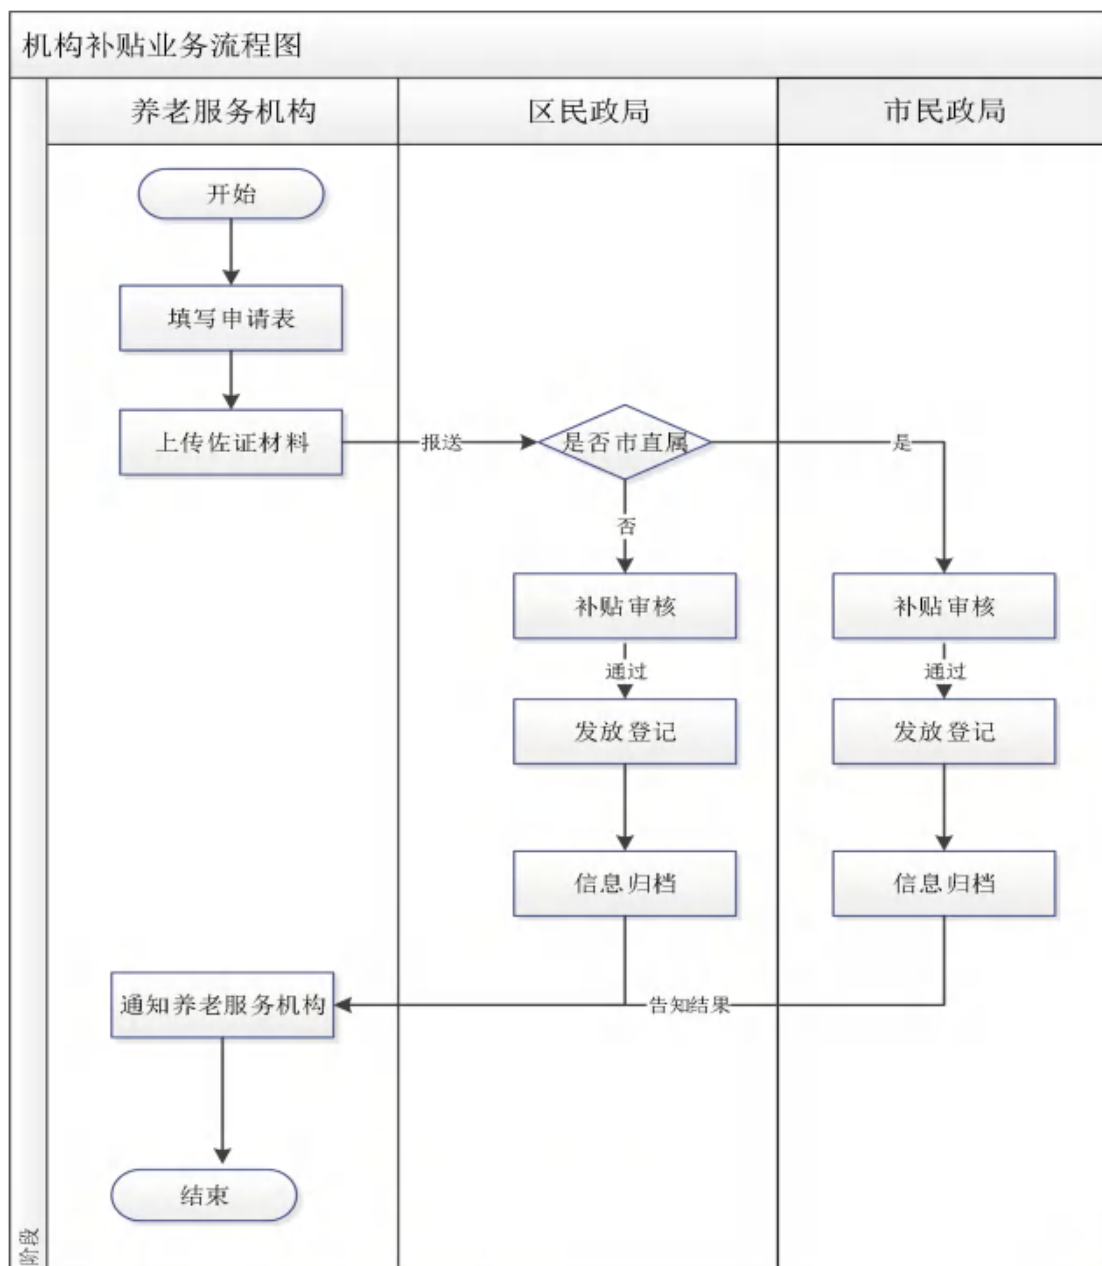 机构补贴业务流程图
养老服务机构
区民政局
市民政局
开始
填写申请表
上传佐证材料
报送
是否市直属
是
否
补贴审核
补贴审核
通过
通过
发放登记
发放登记
信息归档
信息归档
通知养老服务机构
告知结果
结束
阶段